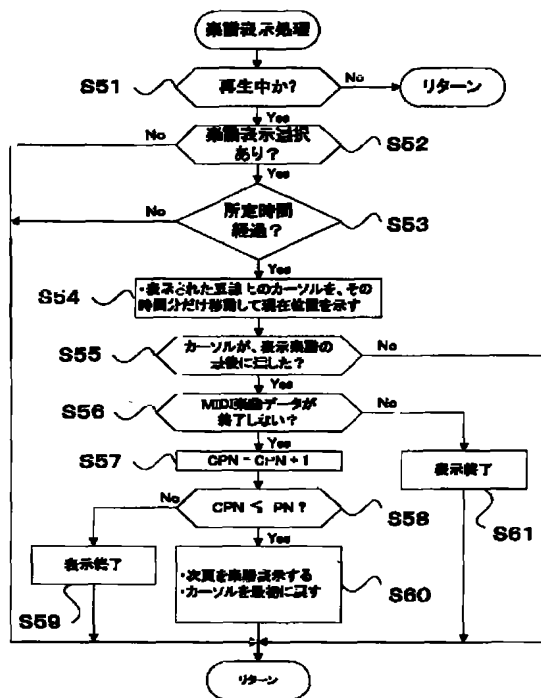 楽譜表示処理
S51
再生中か?
No
リターン
Yes
No
楽譜表示選択
あり?
S52
Yes
No
所定時間
経過?
S53
Yes
S54
・表示された楽譜上のカーソルを、その
時間分だけ移動して現在位置を示す
S55
カーソルが、表示楽譜の
最後に達した?
No
Yes
S56
MIDI楽曲データが
終了しない?
No
Yes
S57
CPN = CPN + 1
表示終了
S61
No
CPN ≦ PN?
S58
Yes
表示終了
S59
・次頁を楽譜表示する
・カーソルを最初に戻す
S60
リターン